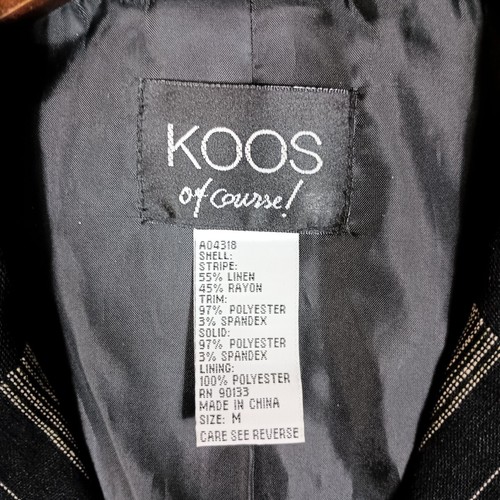 KOOS
of course!
A04318
SHELL:
STRIPE:
55% LINEN
45% RAYON
TRIM:
97% POLYESTER
3% SPANDEX
SOLID:
97% POLYESTER
3% SPANDEX
LINING:
100% POLYESTER
RN 90133
MADE IN CHINA
SIZE: M
CARE SEE REVERSE